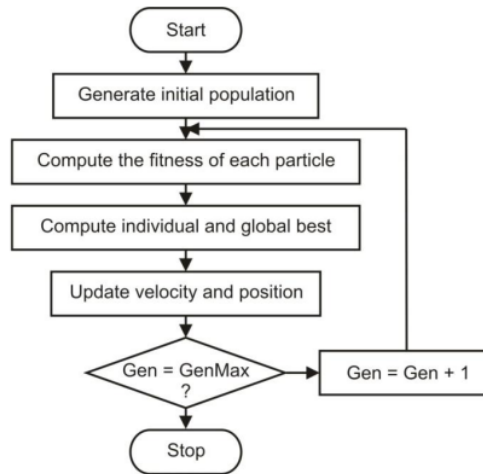 Start
Generate initial population
Compute the fitness of each particle
Compute individual and global best
Update velocity and position
Gen = GenMax
?
Gen = Gen + 1
Stop